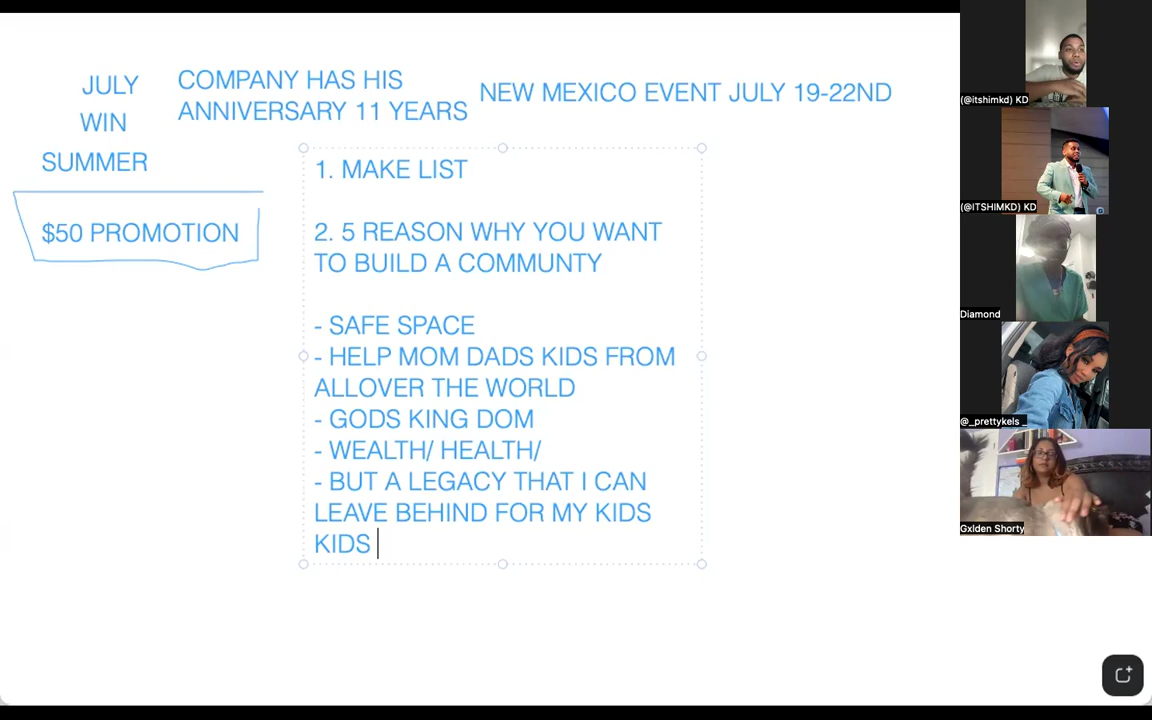 JULY
WIN
SUMMER
$50 PROMOTION
COMPANY HAS HIS
ANNIVERSARY 11 YEARS
NEW MEXICO EVENT JULY 19-22ND
1. MAKE LIST
2. 5 REASON WHY YOU WANT
TO BUILD A COMMUNTY
- SAFE SPACE
- HELP MOM DADS KIDS FROM
ALLOVER THE WORLD
- GODS KING DOM
- WEALTH/ HEALTH/
- BUT A LEGACY THAT I CAN
LEAVE BEHIND FOR MY KIDS
KIDS
(@itshimkd) KD
(@ITSHIMKD) KD
Diamond
@_prettykels_
Gxlden Shorty